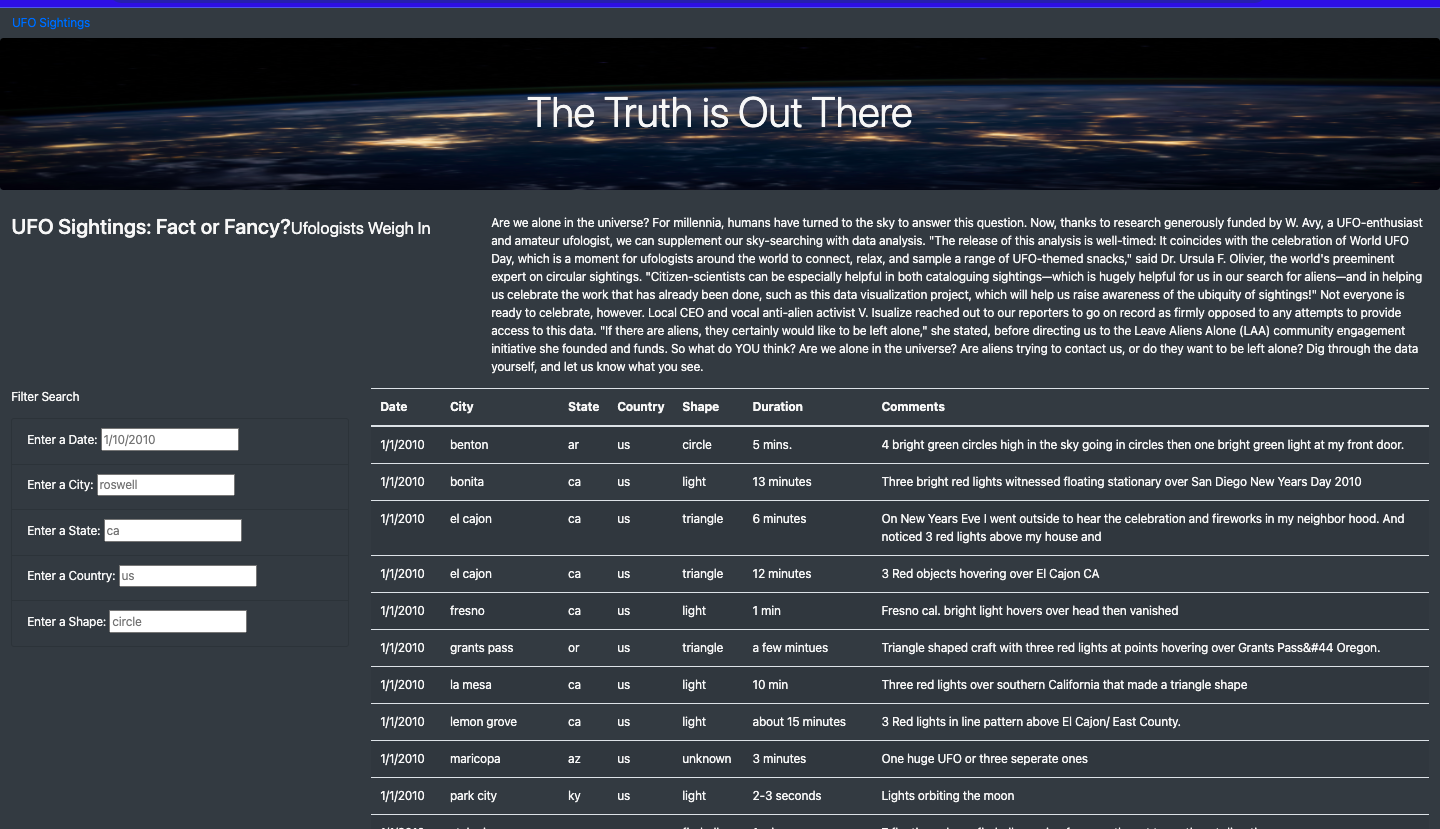 UFO Sightings
The Truth is Out There
UFO Sightings: Fact or Fancy?Ufologists Weigh In
Are we alone in the universe? For millennia, humans have turned to the sky to answer this question. Now, thanks to research generously funded by W. Avy, a UFO-enthusiast
and amateur ufologist, we can supplement our sky-searching with data analysis. "The release of this analysis is well-timed: It coincides with the celebration of World UFO
Day, which is a moment for ufologists around the world to connect, relax, and sample a range of UFO-themed snacks," said Dr. Ursula F. Olivier, the world's preeminent
expert on circular sightings. "Citizen-scientists can be especially helpful in both cataloguing sightings—which is hugely helpful for us in our search for aliens—and in helping
us celebrate the work that has already been done, such as this data visualization project, which will help us raise awareness of the ubiquity of sightings!" Not everyone is
ready to celebrate, however. Local CEO and vocal anti-alien activist V. Isualize reached out to our reporters to go on record as firmly opposed to any attempts to provide
access to this data. "If there are aliens, they certainly would like to be left alone," she stated, before directing us to the Leave Aliens Alone (LAA) community engagement
initiative she founded and funds. So what do YOU think? Are we alone in the universe? Are aliens trying to contact us, or do they want to be left alone? Dig through the data
yourself, and let us know what you see.
Filter Search
Enter a Date: 1/10/2010
Enter a City: roswell
Enter a State: ca
Enter a Country: us
Enter a Shape: circle
Date City State Country Shape Duration Comments
1/1/2010 benton ar us circle 5 mins. 4 bright green circles high in the sky going in circles then one bright green light at my front door.
1/1/2010 bonita ca us light 13 minutes Three bright red lights witnessed floating stationary over San Diego New Years Day 2010
1/1/2010 el cajon ca us triangle 6 minutes On New Years Eve I went outside to hear the celebration and fireworks in my neighbor hood. And
noticed 3 red lights above my house and
1/1/2010 el cajon ca us triangle 12 minutes 3 Red objects hovering over El Cajon CA
1/1/2010 fresno ca us light 1 min Fresno cal. bright light hovers over head then vanished
1/1/2010 grants pass or us triangle a few mintues Triangle shaped craft with three red lights at points hovering over Grants Pass&#44 Oregon.
1/1/2010 la mesa ca us light 10 min Three red lights over southern California that made a triangle shape
1/1/2010 lemon grove ca us light about 15 minutes 3 Red lights in line pattern above El Cajon/ East County.
1/1/2010 maricopa az us unknown 3 minutes One huge UFO or three seperate ones
1/1/2010 park city ky us light 2-3 seconds Lights orbiting the moon